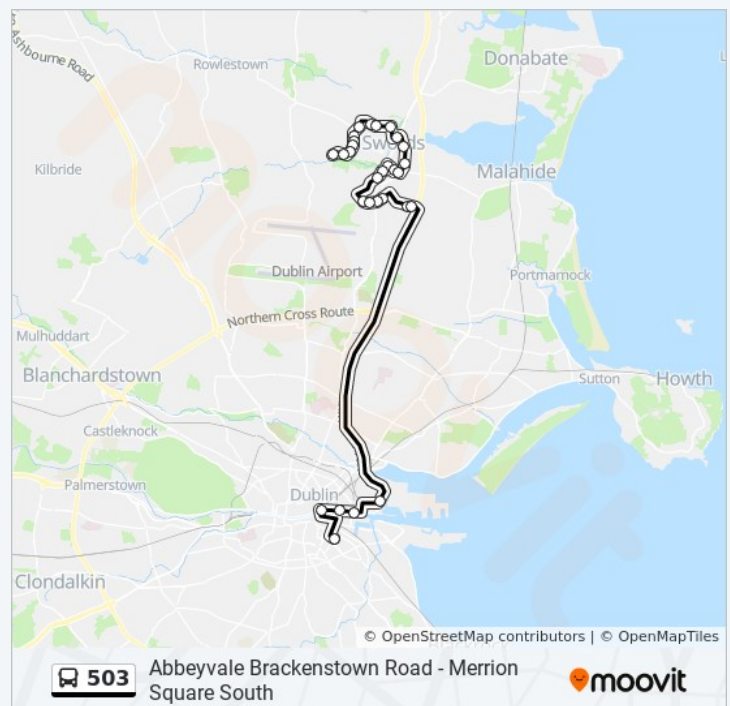 Ashbourne Road
Rowlestown
Donabate
Swords
Kilbride
Malahide
Dublin Airport
Portmarnock
Northern Cross Route
Mulhuddart
Blanchardstown
Sutton
Howth
Castleknock
Palmerstown
Dublin
Clondalkin
© OpenStreetMap contributors | © OpenMapTiles
503
Abbeyvale Brackenstown Road - Merrion
Square South
moovit